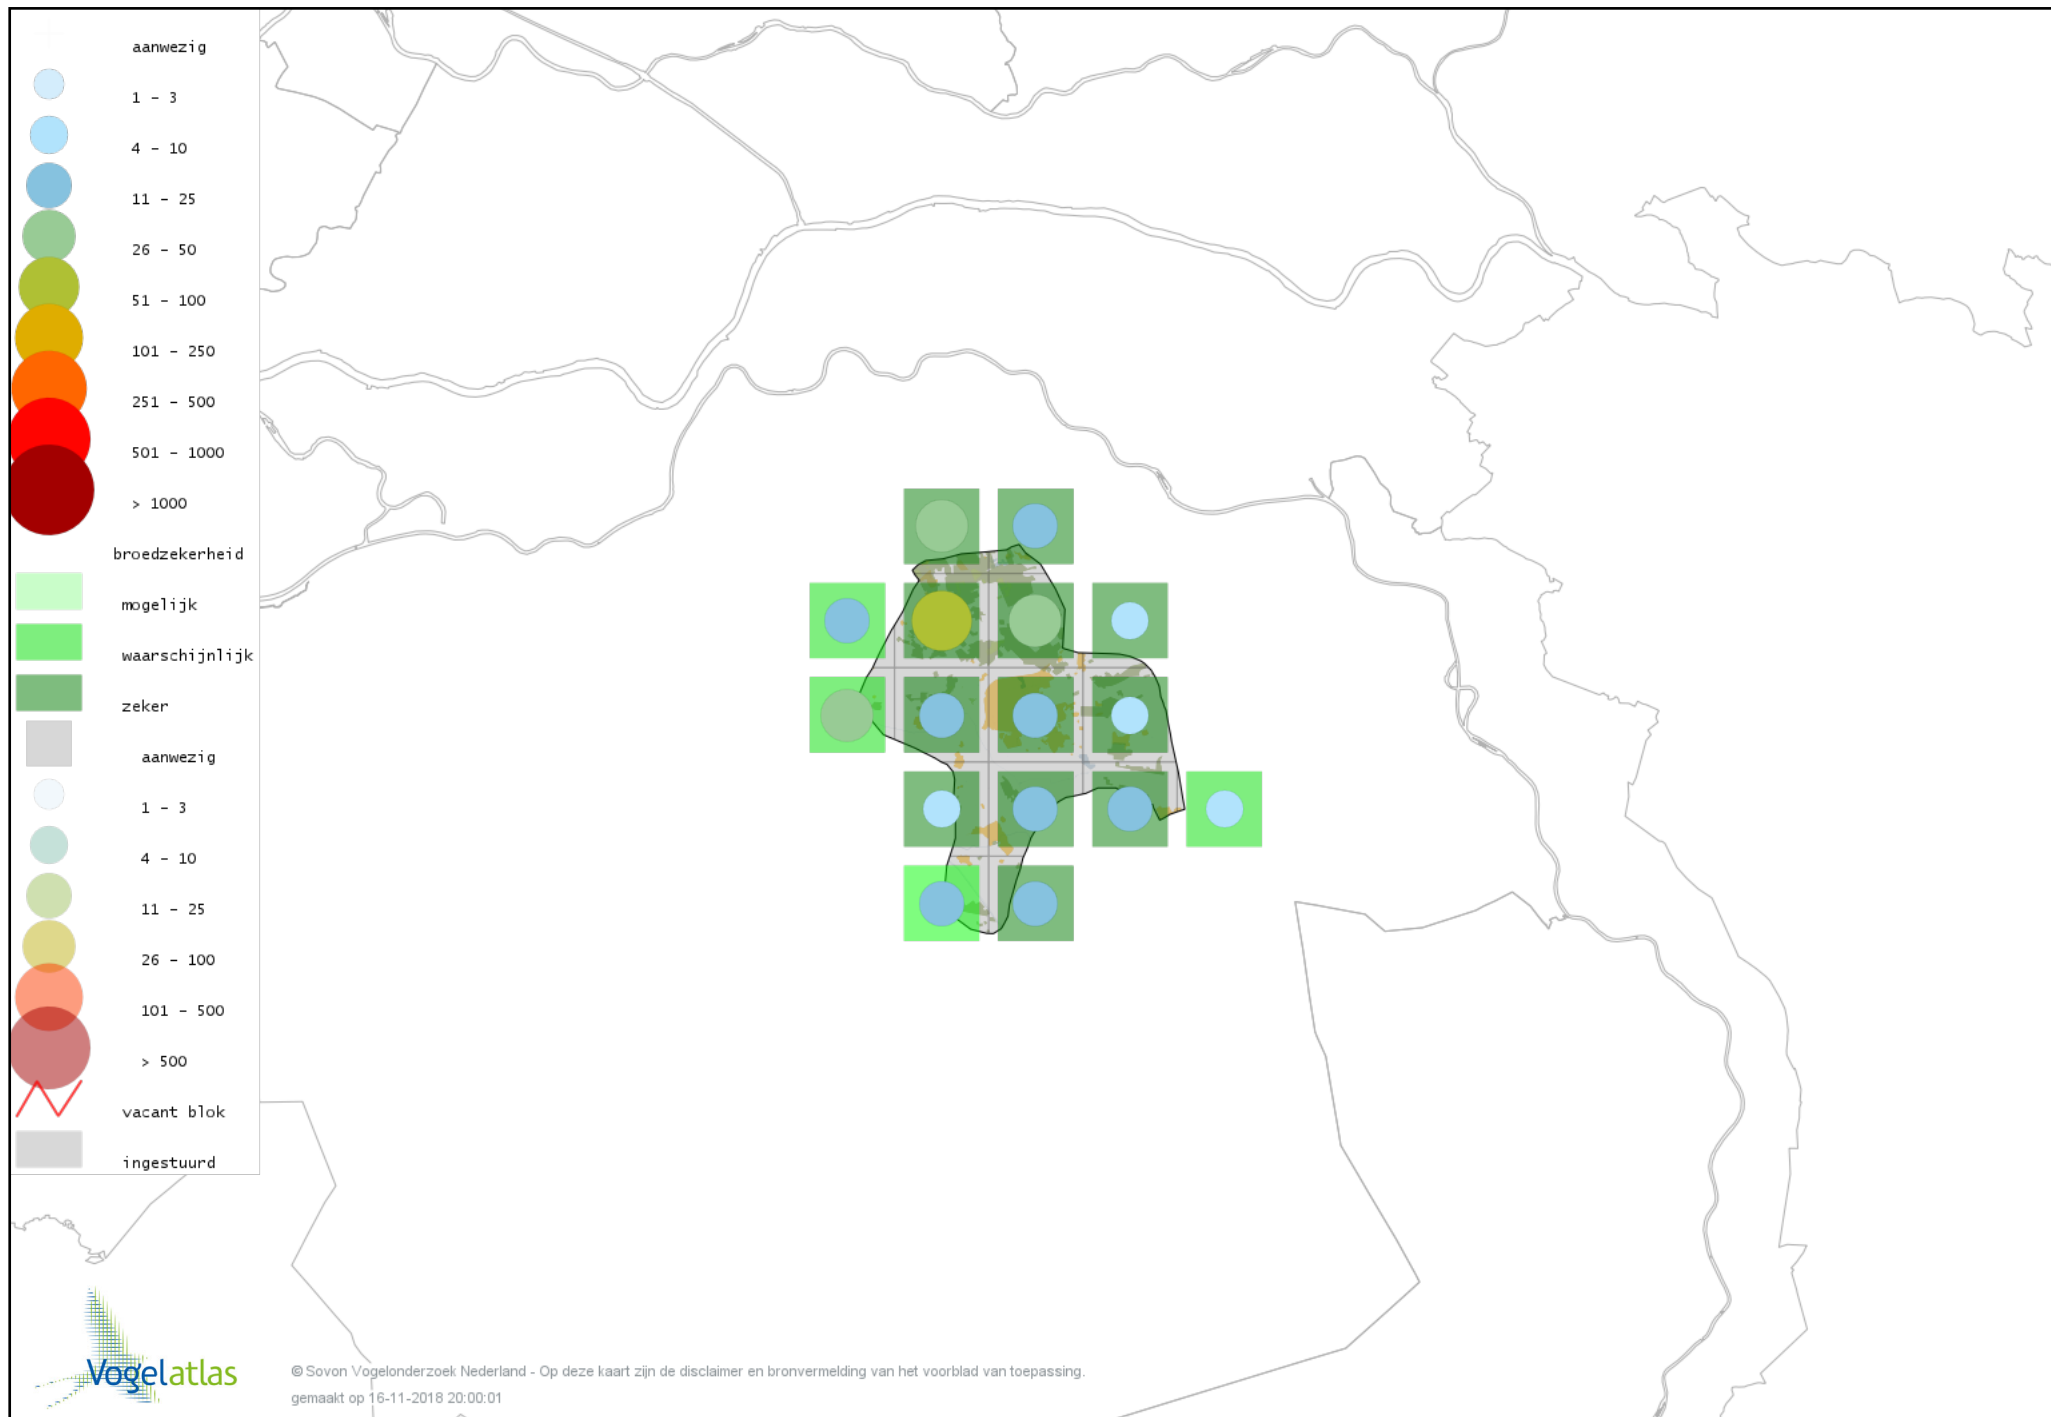 aanwezig
1 - 3
4 - 10
11 - 25
26 - 50
51 - 100
101 - 250
251 - 500
501 - 1000
> 1000
broedzekerheid
mogelijk
waarschijnlijk
zeker
aanwezig
1 - 3
4 - 10
11 - 25
26 - 100
101 - 500
> 500
vacant blok
ingestuurd
Vogelatlas
© Sovon Vogelonderzoek Nederland - Op deze kaart zijn de disclaimer en bronvermelding van het voorblad van toepassing.
gemaakt op 16-11-2018 20:00:01